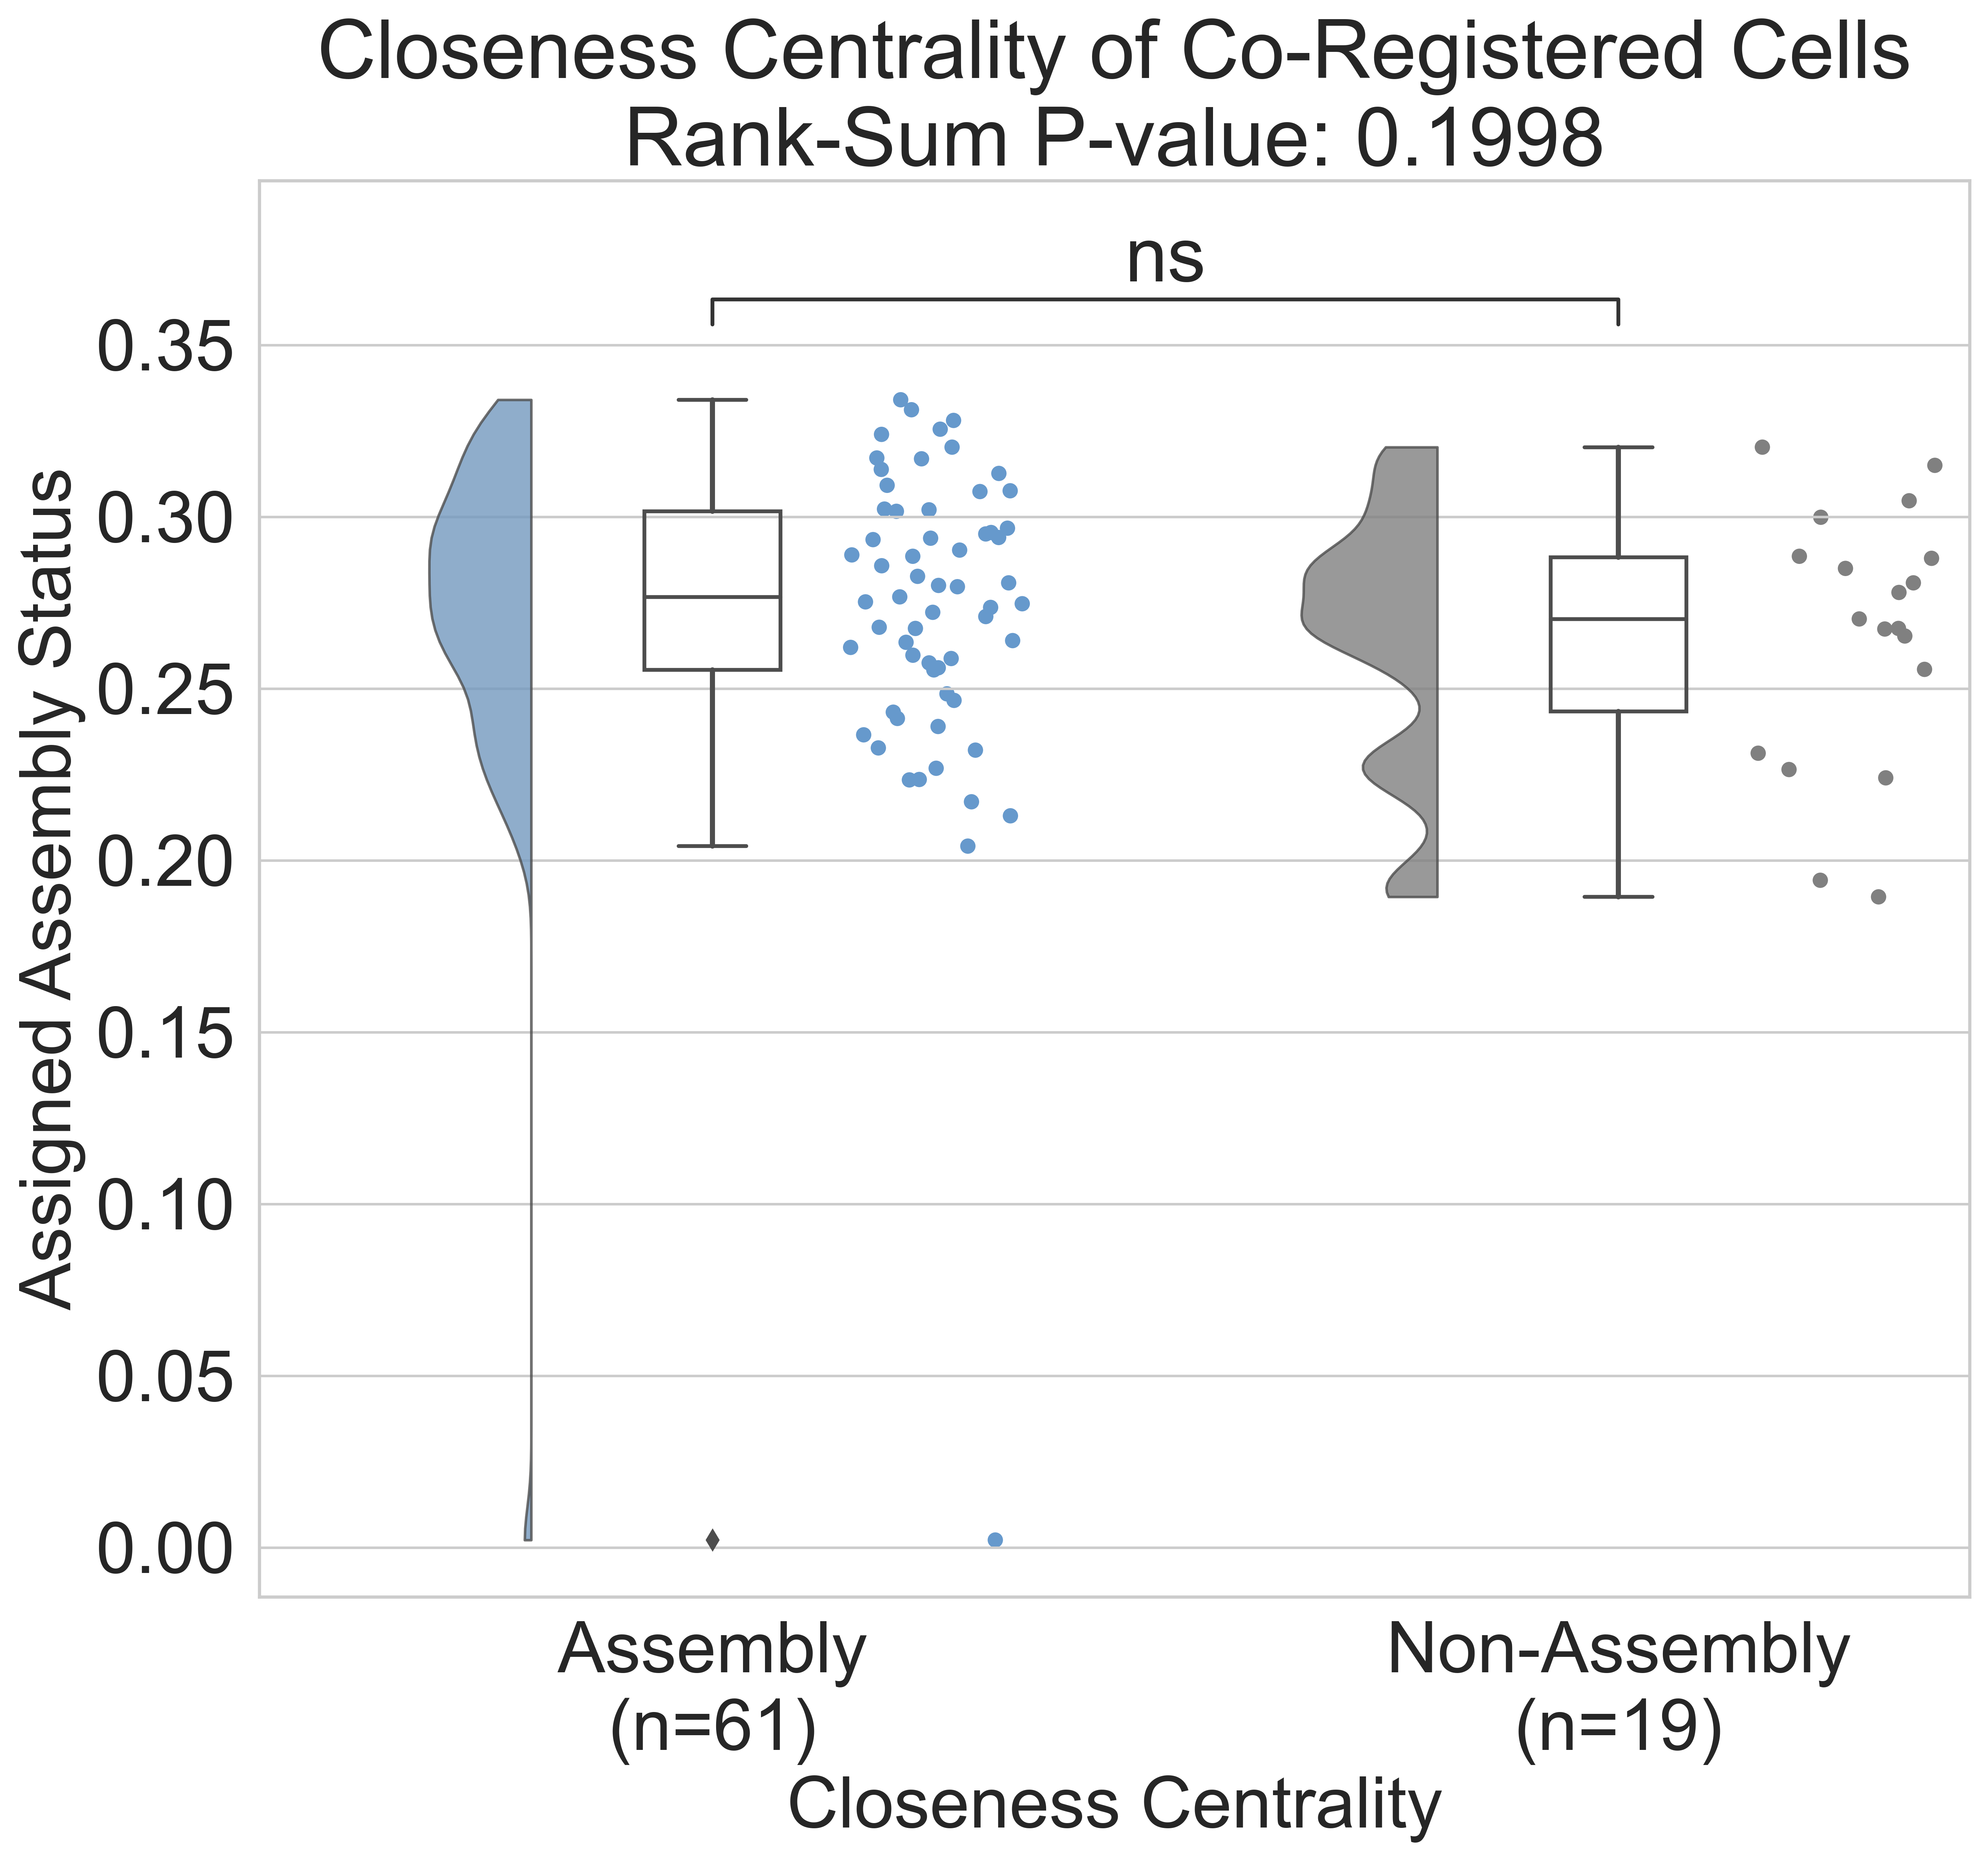 Closeness Centrality of Co-Registered Cells
Rank-Sum P-value: 0.1998
ns
0.35
0.30
0.25
0.20
0.15
0.10
0.05
0.00
Assigned Assembly Status
Assembly
(n=61)
Non-Assembly
(n=19)
Closeness Centrality